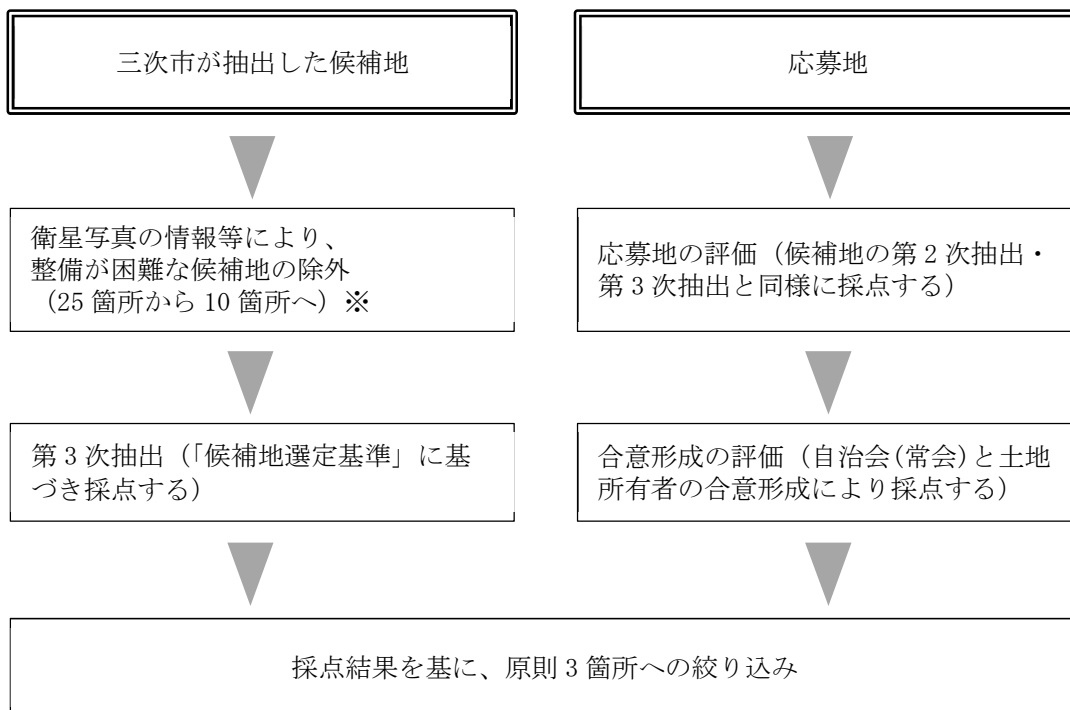 三次市が抽出した候補地
応募地
衛星写真の情報等により、
整備が困難な候補地の除外
（25 箇所から 10 箇所へ）※
応募地の評価（候補地の第２次抽出・
第３次抽出と同様に採点する）
第３次抽出（「候補地選定基準」に基
づき採点する）
合意形成の評価（自治会(常会)と土地
所有者の合意形成により採点する）
採点結果を基に、原則３箇所への絞り込み